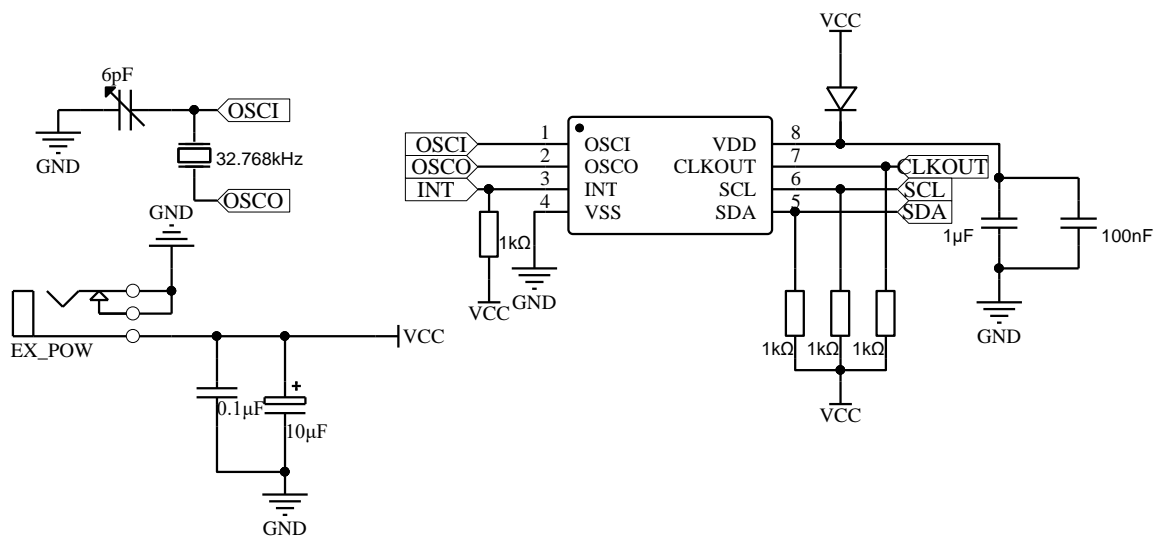 6pF
OSCI
GND
32.768kHz
OSCO
GND
EX_POW
VCC
0.1µF
+
10µF
GND
OSCI
OSCO
INT
1kΩ
VCC
GND
1
2
3
4
OSCI
OSCO
INT
VSS
VDD
CLKOUT
SCL
SDA
8
7
6
5
VCC
CLKOUT
SCL
SDA
1µF
100nF
GND
1kΩ
1kΩ
1kΩ
VCC